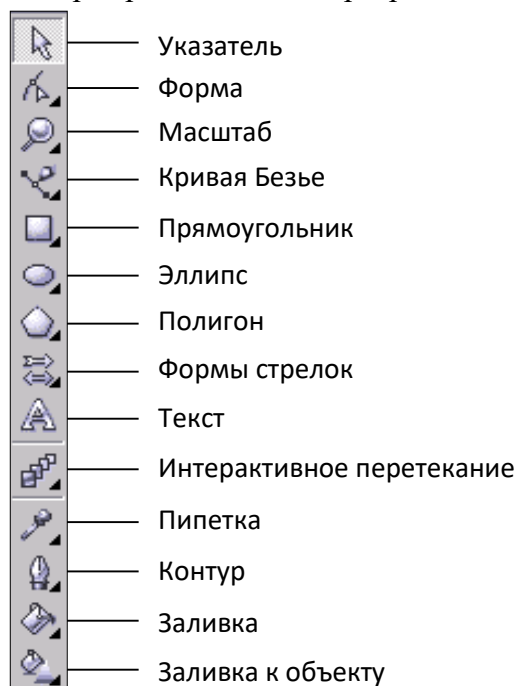 Указатель
Форма
Масштаб
Кривая Безье
Прямоугольник
Эллипс
Полигон
Формы стрелок
Текст
Интерактивное перетекание
Пипетка
Контур
Заливка
Заливка к объекту